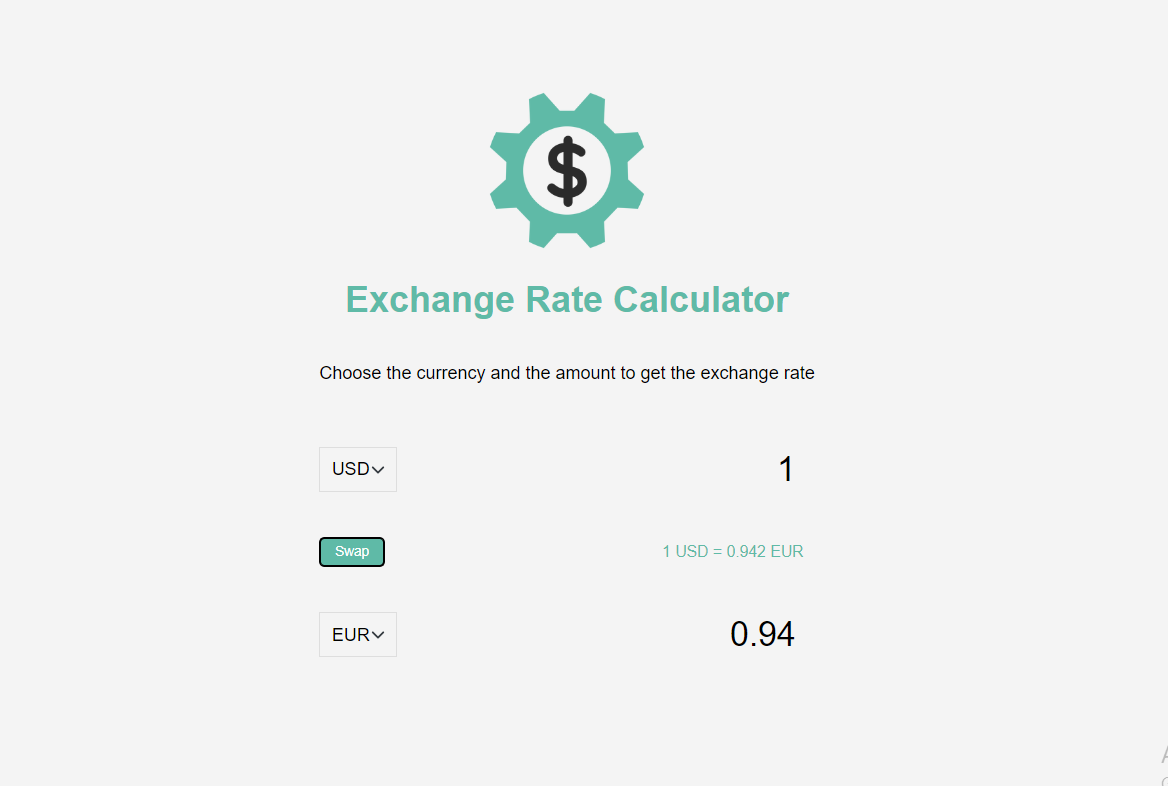 $
Exchange Rate Calculator
Choose the currency and the amount to get the exchange rate
USD 1
Swap 1 USD = 0.942 EUR
EUR 0.94